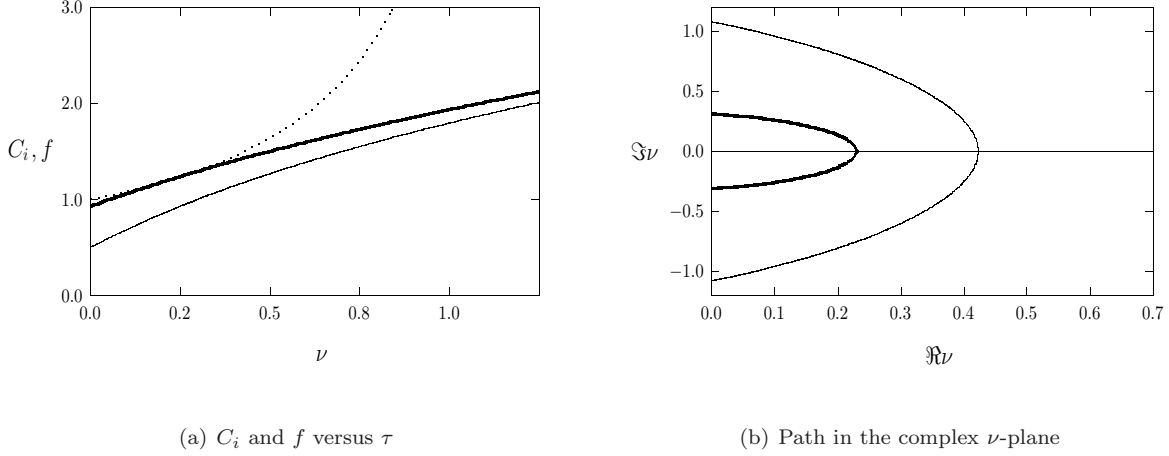 3.0
2.0
C_i, f
1.0
0.0
0.0 0.2 0.5 0.8 1.0
ν
(a) C_i and f versus τ
1.0
0.5
ℑν
0.0
−0.5
−1.0
0.0 0.1 0.2 0.3 0.4 0.5 0.6 0.7
ℜν
(b) Path in the complex ν-plane